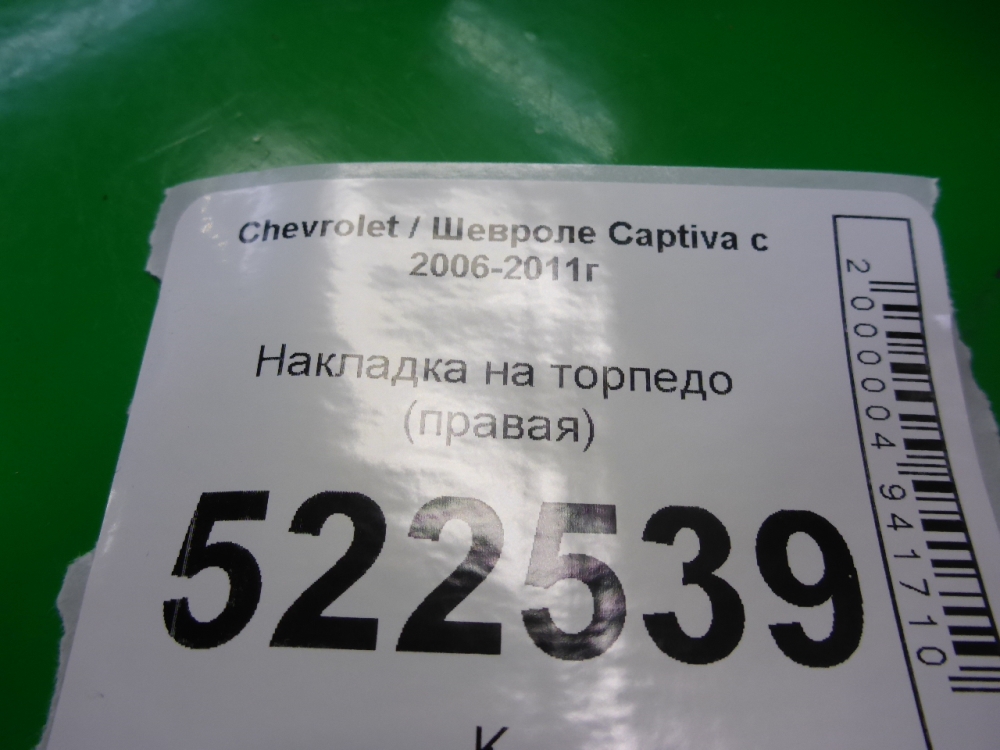 Chevrolet / Шевроле Captiva с
2006-2011г
Накладка на торпедо
(правая)
522539
К
2000004941710